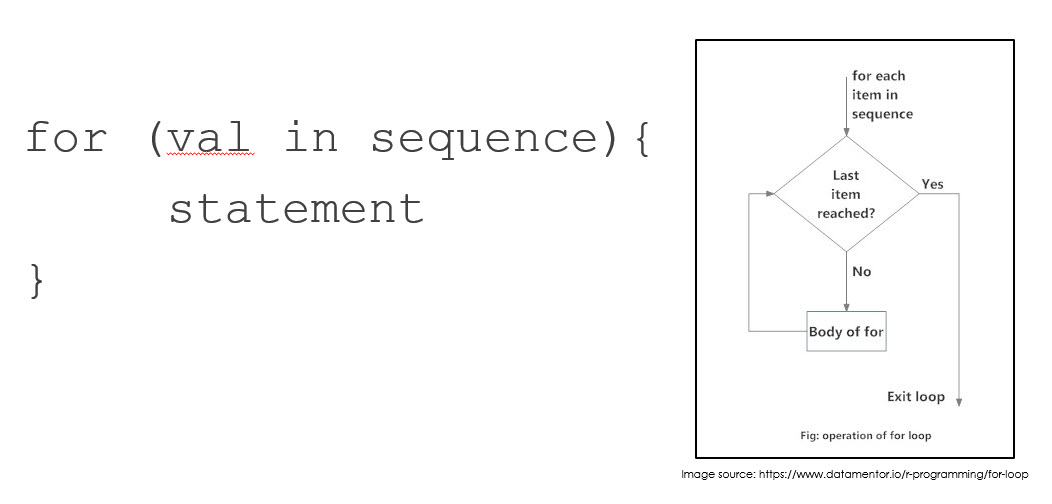 for (val in sequence){
statement
}
for each
item in
sequence
Last
item
reached?
Yes
No
Body of for
Exit loop
Fig: operation of for loop
Image source: https://www.datamentor.io/r-programming/for-loop